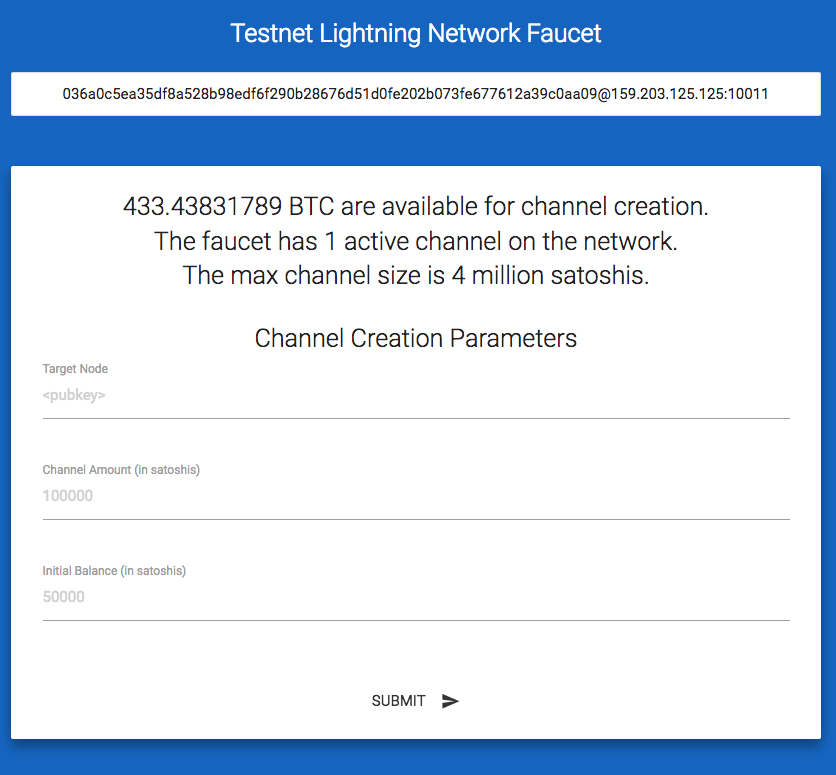 Testnet Lightning Network Faucet
036a0c5ea35df8a528b98edf6f290b28676d51d0fe202b073fe677612a39c0aa09@159.203.125.125:10011
433.43831789 BTC are available for channel creation.
The faucet has 1 active channel on the network.
The max channel size is 4 million satoshis.
Channel Creation Parameters
Target Node
<pubkey>
Channel Amount (in satoshis)
100000
Initial Balance (in satoshis)
50000
SUBMIT